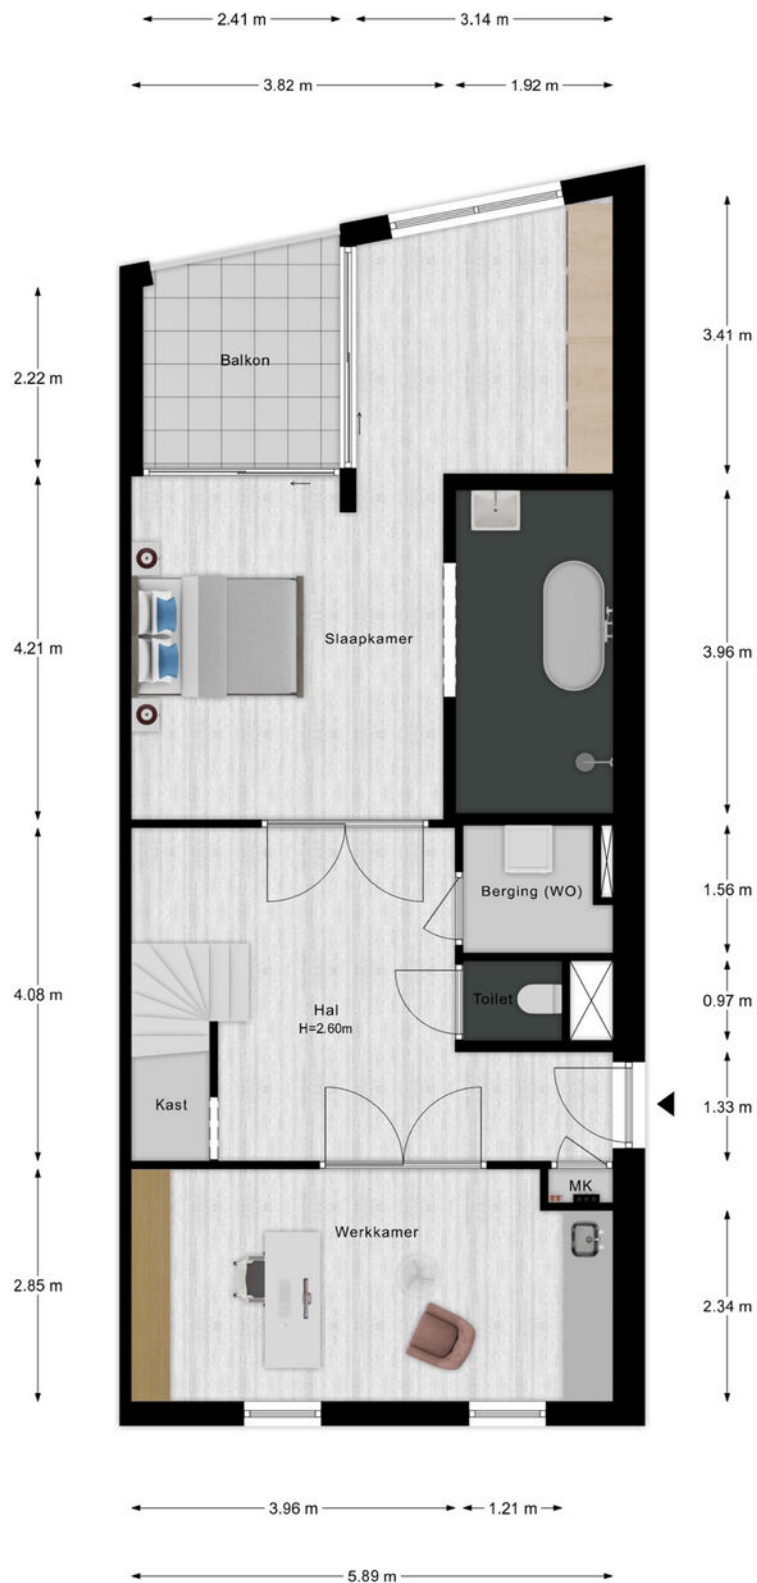 2.41 m
3.14 m
3.82 m
1.92 m
Balkon
3.41 m
2.22 m
Slaapkamer
4.21 m
3.96 m
Berging (WO)
1.56 m
4.08 m
Toilet
0.97 m
Hal
H=2.60m
Kast
1.33 m
MK
Werkkamer
2.85 m
2.34 m
3.96 m
1.21 m
5.89 m